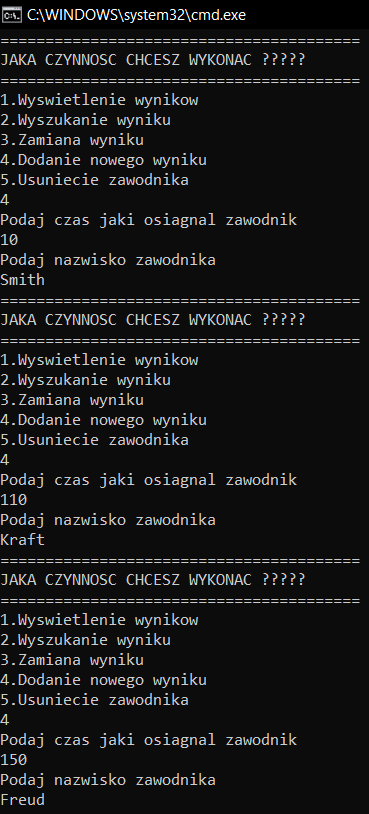 C:\WINDOWS\system32\cmd.exe
========================================
JAKA CZYNNOSC CHCESZ WYKONAC ?????
========================================
1.Wyswietlenie wynikow
2.Wyszukanie wyniku
3.Zamiana wyniku
4.Dodanie nowego wyniku
5.Usuniecie zawodnika
4
Podaj czas jaki osiagnal zawodnik
10
Podaj nazwisko zawodnika
Smith
========================================
JAKA CZYNNOSC CHCESZ WYKONAC ?????
========================================
1.Wyswietlenie wynikow
2.Wyszukanie wyniku
3.Zamiana wyniku
4.Dodanie nowego wyniku
5.Usuniecie zawodnika
4
Podaj czas jaki osiagnal zawodnik
110
Podaj nazwisko zawodnika
Kraft
========================================
JAKA CZYNNOSC CHCESZ WYKONAC ?????
========================================
1.Wyswietlenie wynikow
2.Wyszukanie wyniku
3.Zamiana wyniku
4.Dodanie nowego wyniku
5.Usuniecie zawodnika
4
Podaj czas jaki osiagnal zawodnik
150
Podaj nazwisko zawodnika
Freud